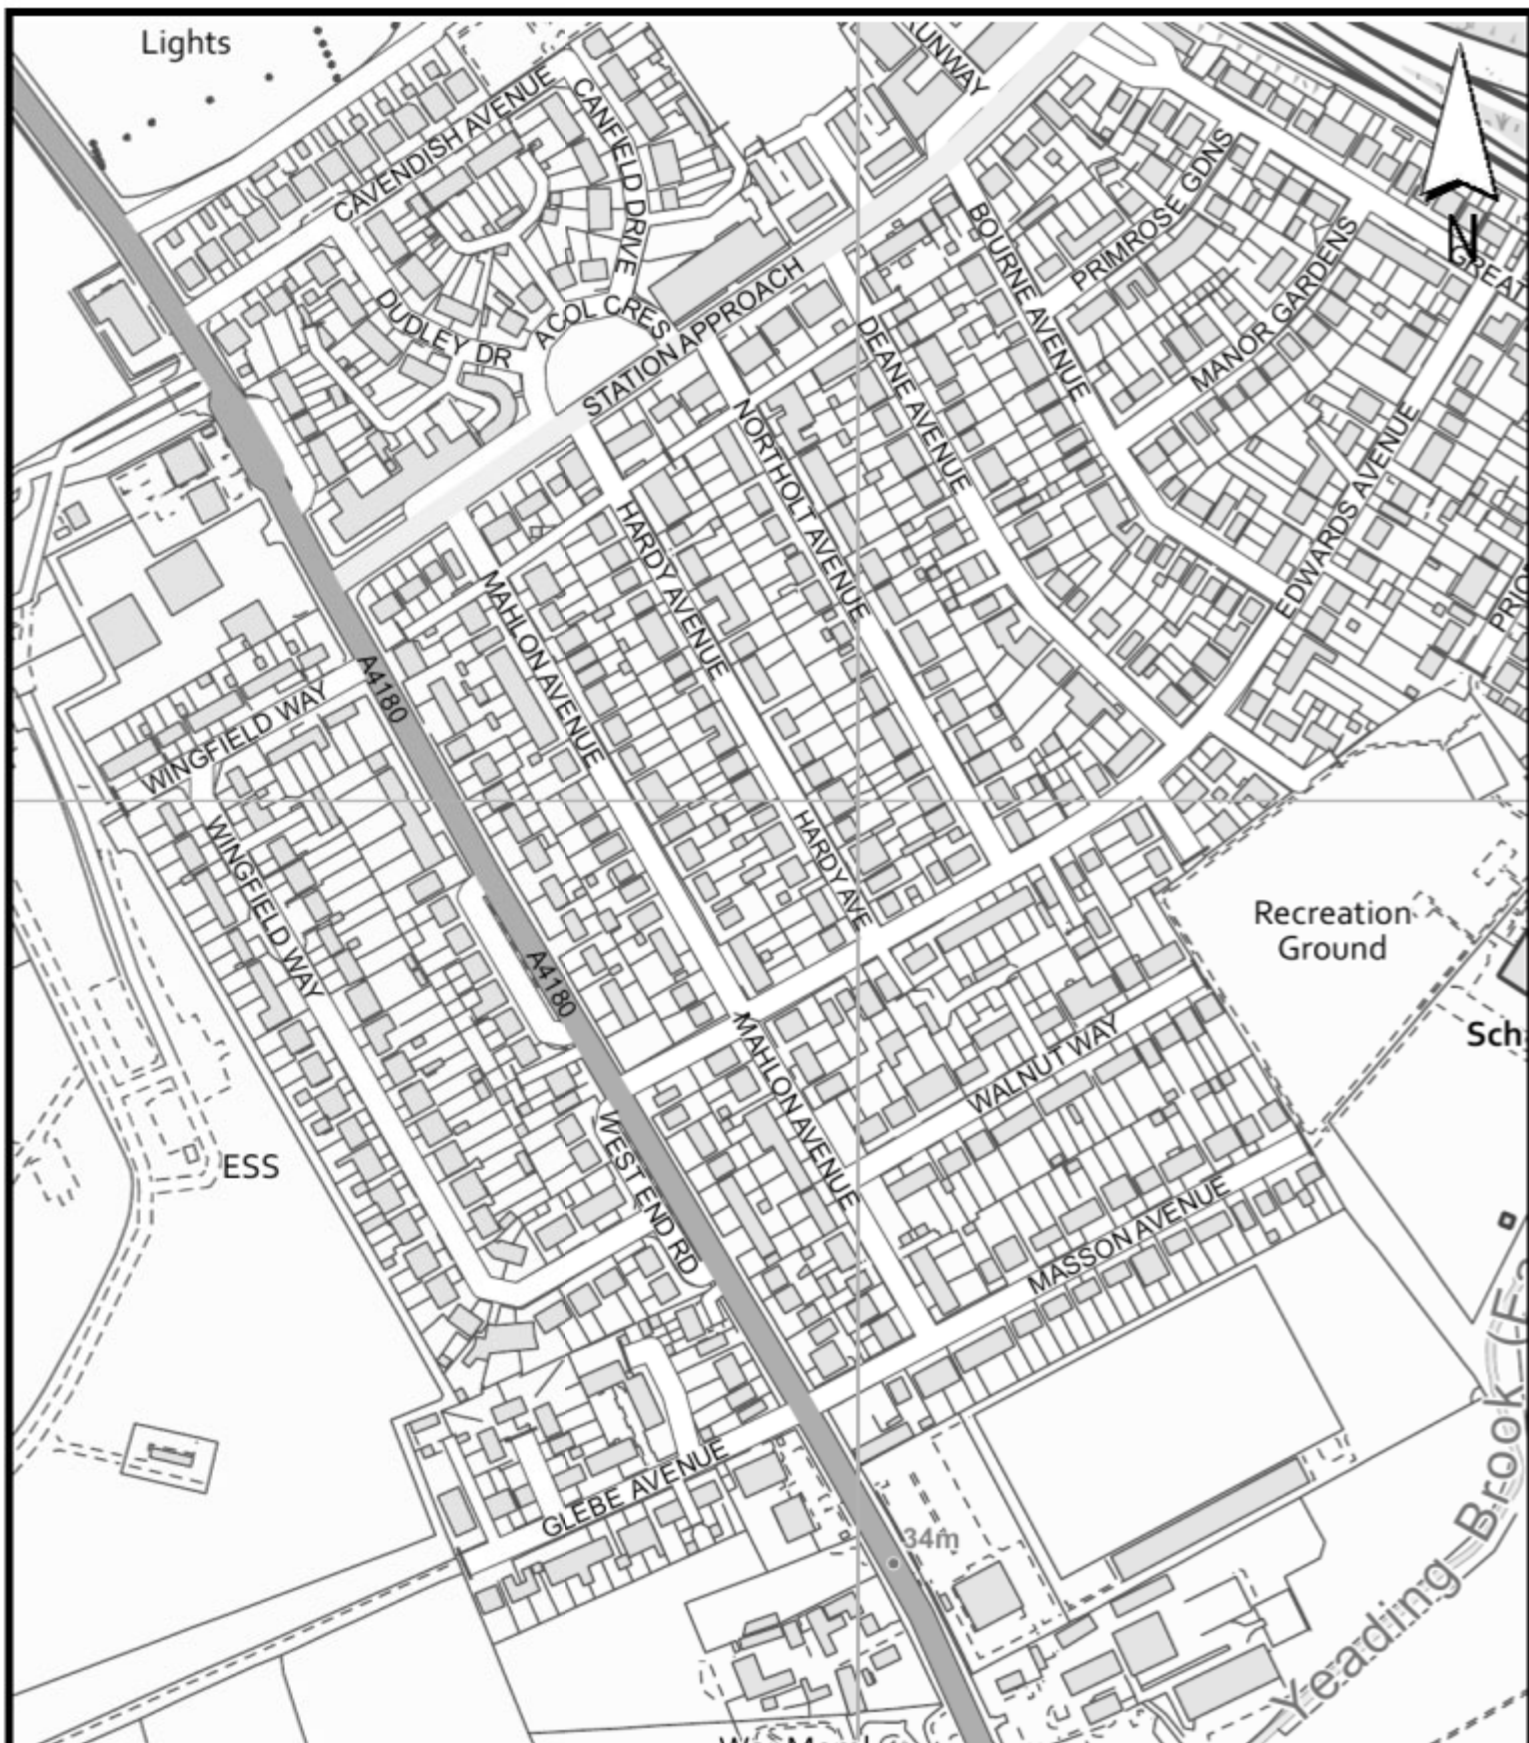 Lights
CAVENDISH AVENUE
CANFIELD DRIVE
BOURNE AVENUE
PRIMROSE GDNS
MANOR GARDENS
N
GREAT
DUDLEY DR
ACOL CRES
STATION APPROACH
DEANE AVENUE
NORTHOLT AVENUE
EDWARDS AVENUE
HARDY AVENUE
MAHLON AVENUE
A4180
WINGFIELD WAY
WINGFIELD WAY
HARDY AVE
Recreation
Ground
A4180
MAHLON AVENUE
WALNUT WAY
Sch
ESS
WEST END RD
MASSON AVENUE
GLEBE AVENUE
34m
Yeading Brook